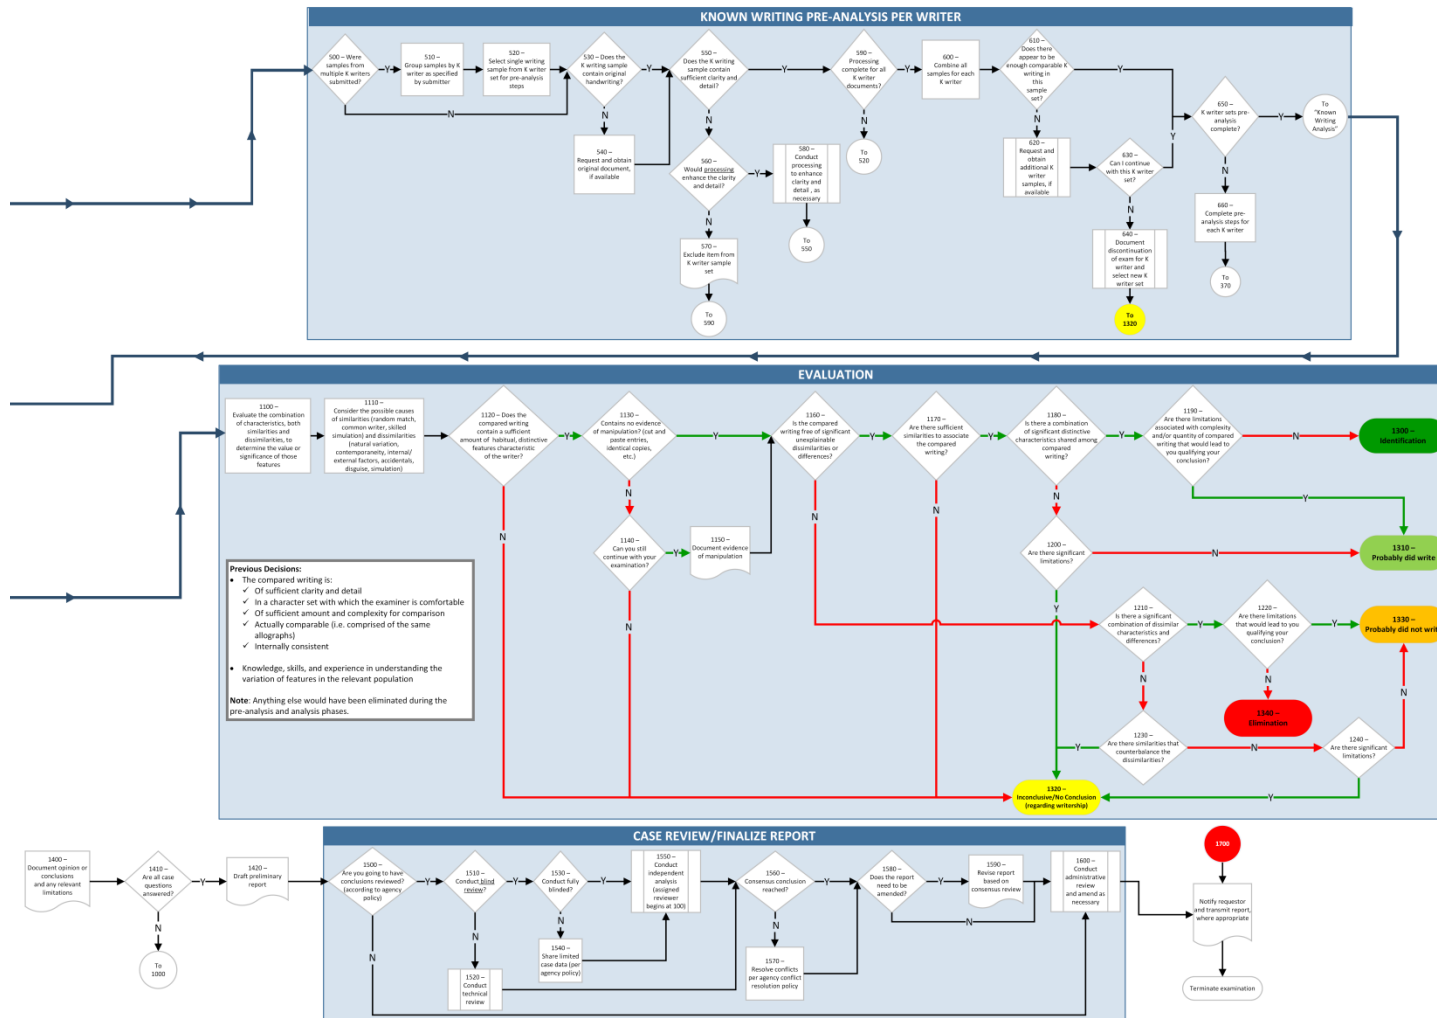 KNOWN WRITING PRE-ANALYSIS PER WRITER
500 – Were
samples from
multiple K writers
submitted?
Y
N
510 –
Group samples by K
writer as specified
by submitter
520 –
Select single writing
sample from K writer
set for pre-analysis
steps
530 – Does the
K writing sample
contain original
handwriting?
Y
N
540 –
Request and obtain
original document,
if available
550 –
Does the K writing
sample contain
sufficient clarity and
detail?
Y
N
560 –
Would processing
enhance the clarity
and detail?
Y
N
570 –
Exclude item from
K writer sample
set
To
590
580 –
Conduct
processing
to enhance
clarity and
detail , as
necessary
To
550
590 –
Processing
complete for all
K writer
documents?
Y
N
To
520
600 –
Combine all
samples for each
K writer
610 –
Does there
appear to be
enough comparable K
writing in
this
sample
set?
Y
N
620 –
Request and
obtain
additional K
writer
samples, if
available
630 –
Can I continue
with this K writer
set?
Y
N
640 –
Document
discontinuation
of exam for K
writer and
select new K
writer set
To
1320
650 –
K writer sets pre-
analysis
complete?
Y
N
660 –
Complete pre-
analysis steps for
each K writer
To
370
To
"Known
Writing
Analysis"
EVALUATION
1100 –
Evaluate the combination
of characteristics, both
similarities and
dissimilarities, to
determine the value or
significance of those
features
1110 –
Consider the possible causes
of similarities (random match,
common writer, skilled
simulation) and dissimilarities
(natural variation,
contemporaneity, internal/
external factors, accidentals,
disguise, simulation)
1120 – Does the
compared writing
contain a sufficient
amount of habitual, distinctive
features characteristic
of the writer?
Y
N
1130 –
Contains no evidence of
manipulation? (cut and
paste entries,
identical copies,
etc.)
Y
N
1140 –
Can you still
continue with your
examination?
Y
N
1150 –
Document evidence
of manipulation
1160 –
Is the compared
writing free of significant
unexplainable
dissimilarities or
differences?
Y
N
1170 –
Are there sufficient
similarities to associate
the compared
writing?
Y
N
1180 –
Is there a combination
of significant distinctive
characteristics shared among
compared
writing?
Y
N
1190 –
Are there limitations
associated with complexity
and/or quantity of compared
writing that would lead to
you qualifying your
conclusion?
N
Y
1300 –
Identification
1310 –
Probably did write
1200 –
Are there significant
limitations?
N
Y
1210 –
Is there a significant
combination of dissimilar
characteristics and
differences?
Y
N
1220 –
Are there limitations
that would lead to you
qualifying your
conclusion?
Y
N
1330 –
Probably did not writ
1340 –
Elimination
1230 –
Are there similarities that
counterbalance the
dissimilarities?
Y
N
1240 –
Are there significant
limitations?
N
Y
1320 –
Inconclusive/No Conclusion
(regarding writership)
Previous Decisions:
• The compared writing is:
✓ Of sufficient clarity and detail
✓ In a character set with which the examiner is comfortable
✓ Of sufficient amount and complexity for comparison
✓ Actually comparable (i.e. comprised of the same
allographs)
✓ Internally consistent
• Knowledge, skills, and experience in understanding the
variation of features in the relevant population
Note: Anything else would have been eliminated during the
pre-analysis and analysis phases.
CASE REVIEW/FINALIZE REPORT
1400 –
Document opinion or
conclusions
and any relevant
limitations
1410 –
Are all case
questions
answered?
Y
N
To
1000
1420 –
Draft preliminary
report
1500 –
Are you going to have
conclusions reviewed?
(according to agency
policy)
Y
N
1510 –
Conduct blind
review?
Y
N
1520 –
Conduct
technical
review
1530 –
Conduct fully
blinded?
Y
N
1540 –
Share limited
case data (per
agency policy)
1550 –
Conduct
independent
analysis
(assigned
reviewer
begins at 100)
1560 –
Consensus
conclusion
reached?
Y
N
1570 –
Resolve conflicts
per agency conflict
resolution policy
1580 –
Does the report
need to be
amended?
Y
N
1590 –
Revise report
based on
consensus review
1600 –
Conduct
administrative
review
and amend as
necessary
1700
Notify requestor
and transmit report,
where appropriate
Terminate examination